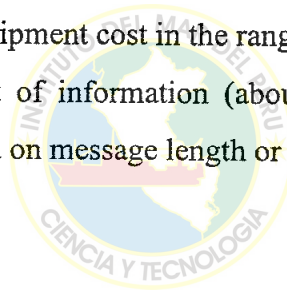 ipment cost in the rang
of information (abou
on message length or
INSTITUTO DEL MAR DEL PERU
CIENCIA Y TECNOLOGIA